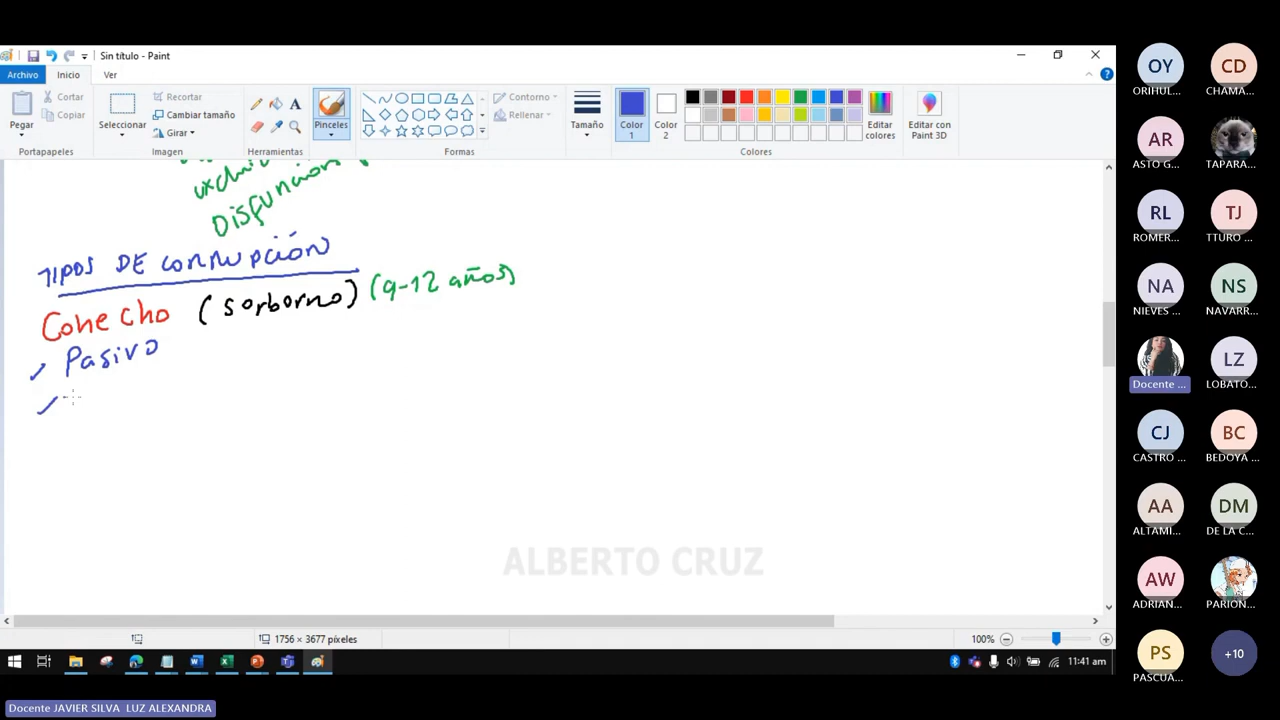 Sin título - Paint
Archivo Inicio Ver
Pegar
Cortar
Copiar
Portapapeles
Seleccionar
Recortar
Cambiar tamaño
Girar
Imagen
Herramientas
Pinceles
Contorno
Rellenar
Formas
Tamaño
Color 1
Color 2
Editar colores
Editar con Paint 3D
Colores
Disfunción
TIPOS DE corrupción
Cohecho (sorborno) (9-12 años)
Pasivo
ALBERTO CRUZ
1756 × 3677 píxeles
100%
11:41 am
OY CD
ORIHUL... CHAMA...
AR
ASTO G... TAPARA...
RL TJ
ROMER... TTURO ...
NA NS
NIEVES ... NAVARR...
LZ
Docente ... LOBATO...
CJ BC
CASTRO ... BEDOYA ...
AA DM
ALTAMI... DE LA C...
AW
ADRIAN... PARION...
PS +10
PASCUA...
Docente JAVIER SILVA LUZ ALEXANDRA